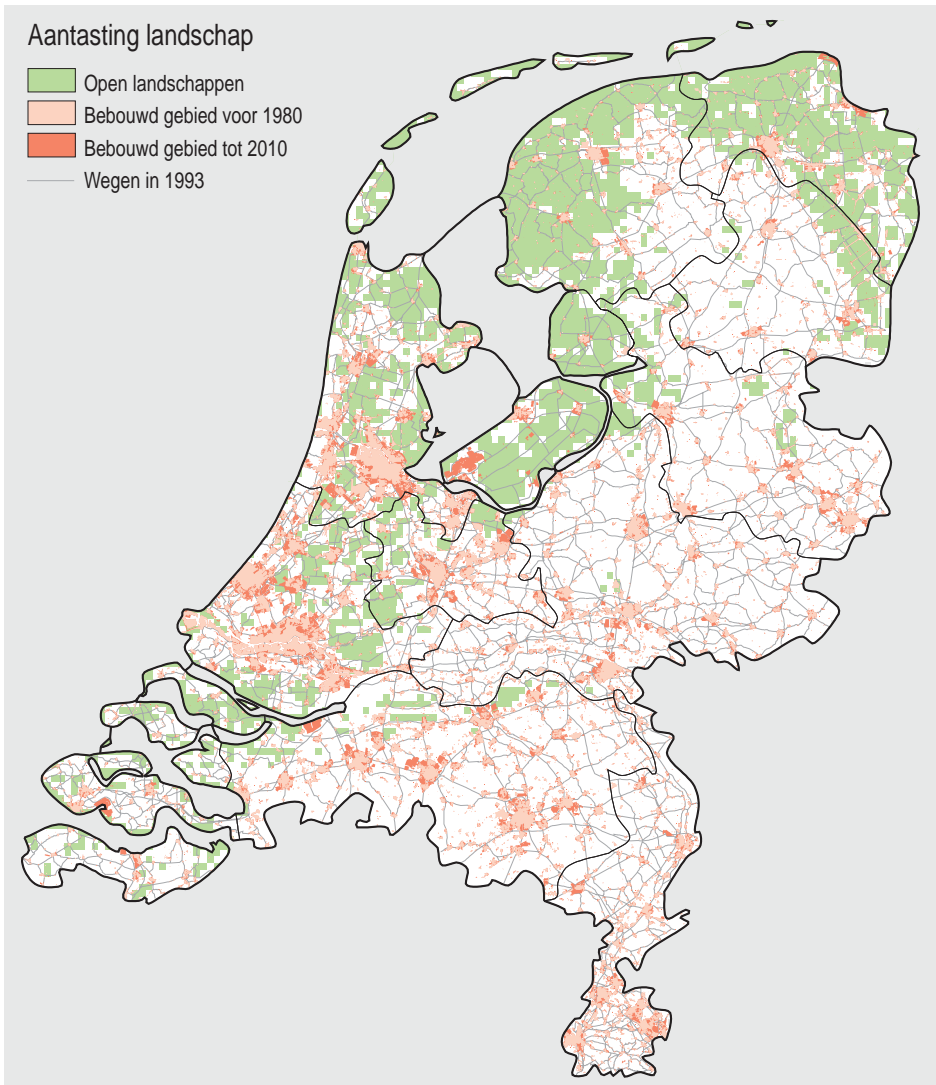 Aantasting landschap
Open landschappen
Bebouwd gebied voor 1980
Bebouwd gebied tot 2010
Wegen in 1993